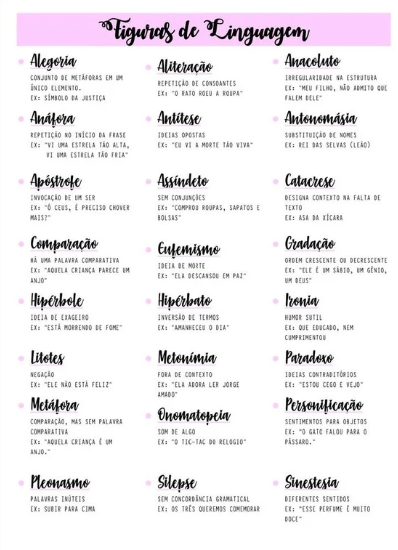 Figuras de Linguagem
Alegoria
CONJUNTO DE METÁFORAS EM UM
ÚNICO ELEMENTO.
EX: SÍMBOLO DA JUSTIÇA
Aliteração
REPETIÇÃO DE CONSOANTES
EX: "O RATO ROEU A ROUPA"
Anacoluto
IRREGULARIDADE NA ESTRUTURA
EX: "MEU FILHO, NÃO ADMITO QUE
FALEM DELE"
Anáfora
REPETIÇÃO NO INÍCIO DA FRASE
EX: "VI UMA ESTRELA TÃO ALTA,
VI UMA ESTRELA TÃO FRIA"
Antítese
IDEIAS OPOSTAS
EX: "EU VI A MORTE TÃO VIVA"
Antonomásia
SUBSTITUIÇÃO DE NOMES
EX: REI DAS SELVAS (LEÃO)
Apóstrofe
INVOCAÇÃO DE UM SER
EX: "Ó CEUS, É PRECISO CHOVER
MAIS?"
Assíndeto
SEM CONJUNÇÕES
EX: "COMPROU ROUPAS, SAPATOS E
BOLSAS"
Catacrese
DESIGNA CONTEXTO NA FALTA DE
TEXTO
EX: ASA DA XÍCARA
Comparação
HÁ UMA PALAVRA COMPARATIVA
EX: "AQUELA CRIANÇA PARECE UM
ANJO"
Eufemismo
IDEIA DE MORTE
EX: "ELA DESCANSOU EM PAZ"
Gradação
ORDEM CRESCENTE OU DECRESCENTE
EX: "ELE É UM SÁBIO, UM GÊNIO,
UM DEUS"
Hipérbole
IDEIA DE EXAGEIRO
EX: "ESTÁ MORRENDO DE FOME"
Hipérbato
INVERSÃO DE TERMOS
EX: "AMANHECEU O DIA"
Ironia
HUMOR SUTIL
EX: QUE EDUCADO, NEM
CUMPRIMENTOU
Litotes
NEGAÇÃO
EX: "ELE NÃO ESTÁ FELIZ"
Metonímia
FORA DE CONTEXTO
EX: "ELA ADORA LER JORGE
AMADO"
Paradoxo
IDEIAS CONTRADITÓRIOS
EX: "ESTOU CEGO E VEJO"
Metáfora
COMPARAÇÃO, MAS SEM PALAVRA
COMPARATIVA
EX: "AQUELA CRIANÇA É UM
ANJO."
Onomatopeia
SOM DE ALGO
EX: "O TIC-TAC DO RELOGIO"
Personificação
SENTIMENTOS PARA OBJETOS
EX: "O GATO FALOU PARA O
PÁSSARO."
Pleonasmo
PALAVRAS INÚTEIS
EX: SUBIR PARA CIMA
Silepse
SEM CONCORDÂNCIA GRAMATICAL
EX: OS TRÊS QUEREMOS COMEMORAR
Sinestesia
DIFERENTES SENTIDOS
EX: "ESSE PERFUME É MUITO
DOCE"